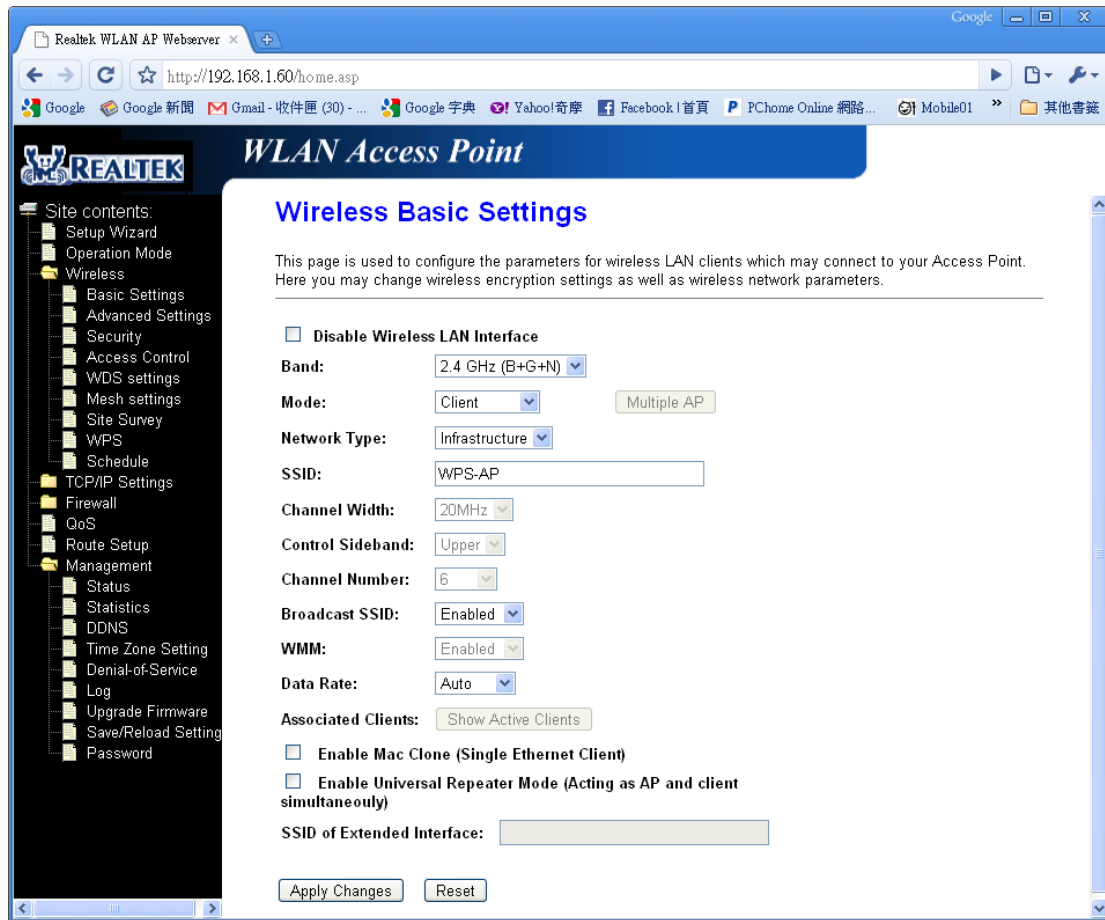 Google
Realtek WLAN AP Webserver
http://192.168.1.60/home.asp
Google
Google 新聞
Gmail - 收件匣 (30) - ...
Google 字典
Yahoo!奇摩
Facebook | 首頁
PChome Online 網路...
Mobile01
»
其他書籤
REALTEK
WLAN Access Point
Site contents:
Setup Wizard
Operation Mode
Wireless
Basic Settings
Advanced Settings
Security
Access Control
WDS settings
Mesh settings
Site Survey
WPS
Schedule
TCP/IP Settings
Firewall
QoS
Route Setup
Management
Status
Statistics
DDNS
Time Zone Setting
Denial-of-Service
Log
Upgrade Firmware
Save/Reload Setting
Password
Wireless Basic Settings
This page is used to configure the parameters for wireless LAN clients which may connect to your Access Point.
Here you may change wireless encryption settings as well as wireless network parameters.
Disable Wireless LAN Interface
Band: 2.4 GHz (B+G+N)
Mode: Client Multiple AP
Network Type: Infrastructure
SSID: WPS-AP
Channel Width: 20MHz
Control Sideband: Upper
Channel Number: 6
Broadcast SSID: Enabled
WMM: Enabled
Data Rate: Auto
Associated Clients: Show Active Clients
Enable Mac Clone (Single Ethernet Client)
Enable Universal Repeater Mode (Acting as AP and client
simultaneouly)
SSID of Extended Interface:
Apply Changes Reset